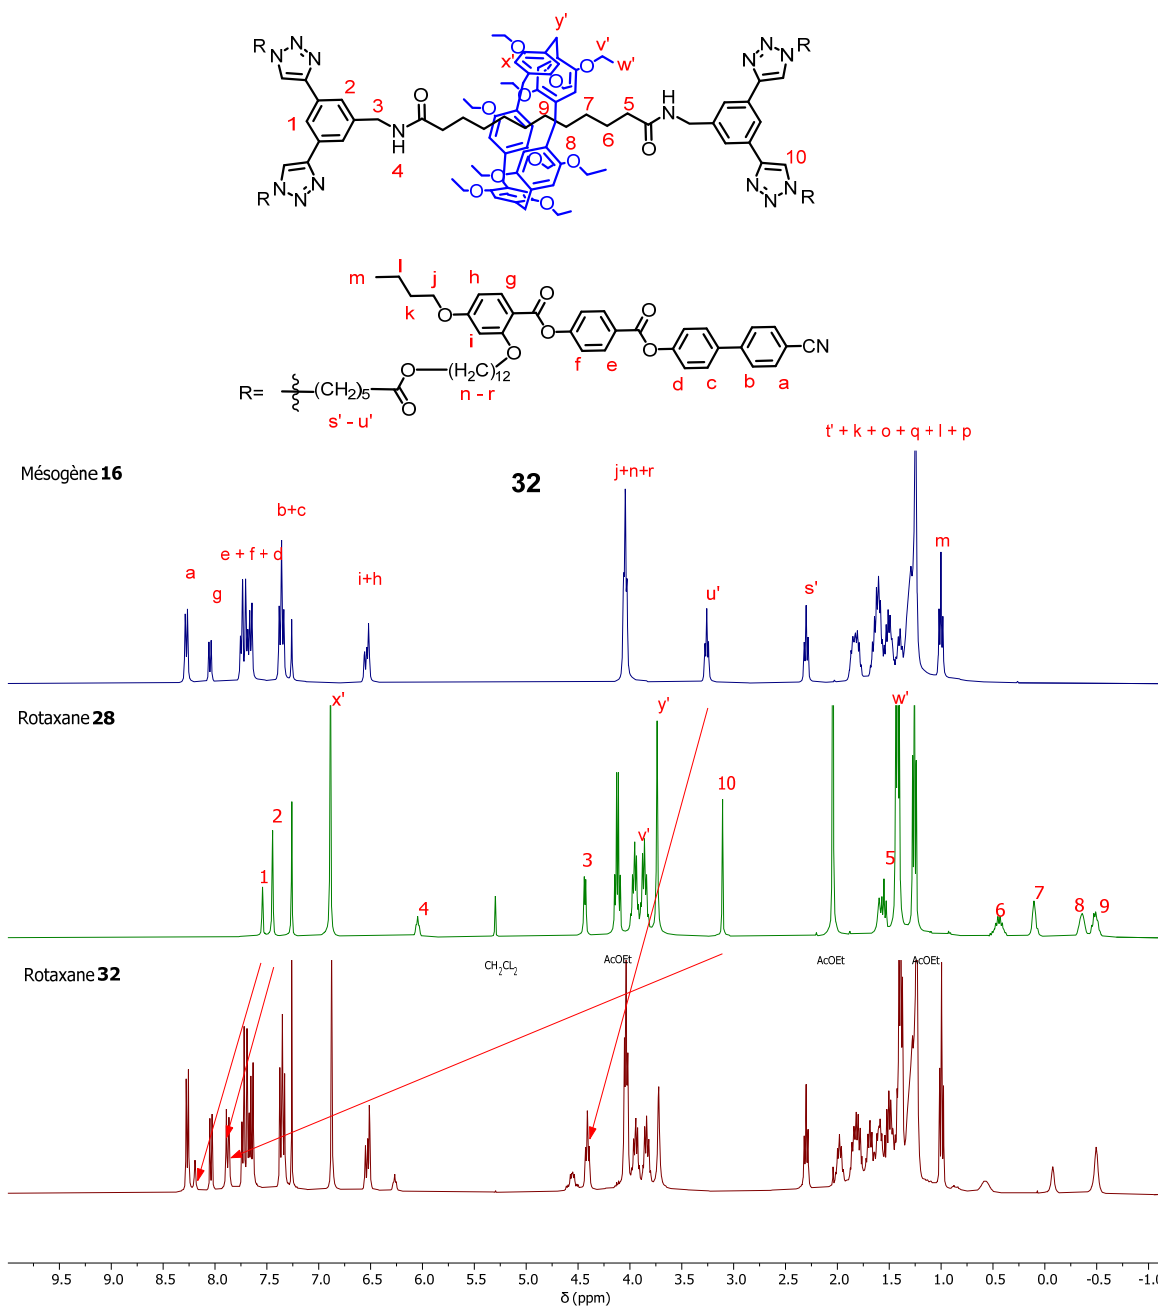 y'
R
N
N
N
2
3
H
N
4
1
O
O
x'
O
v'
w'
O
O
9
7
8
6
5
O
H
N
10
R
N
N
N
m
l
k
j
O
h
g
i
O
O
O
f
e
O
O
d
c
b
a
CN
R=
(CH2)5
s' - u'
O
O
(H2C)12
n - r
t' + k + o + q + l + p
Mésogène 16
32
j+n+r
b+c
e + f + d
a
g
i+h
u'
s'
m
Rotaxane 28
x'
y'
w'
10
2
v'
1
3
5
4
6
7
8
9
Rotaxane 32
CH2CL2
AcOEt
AcOEt
AcOEt
9.5 9.0 8.5 8.0 7.5 7.0 6.5 6.0 5.5 5.0 4.5 4.0 3.5 3.0 2.5 2.0 1.5 1.0 0.5 0.0 -0.5 -1.0
δ (ppm)